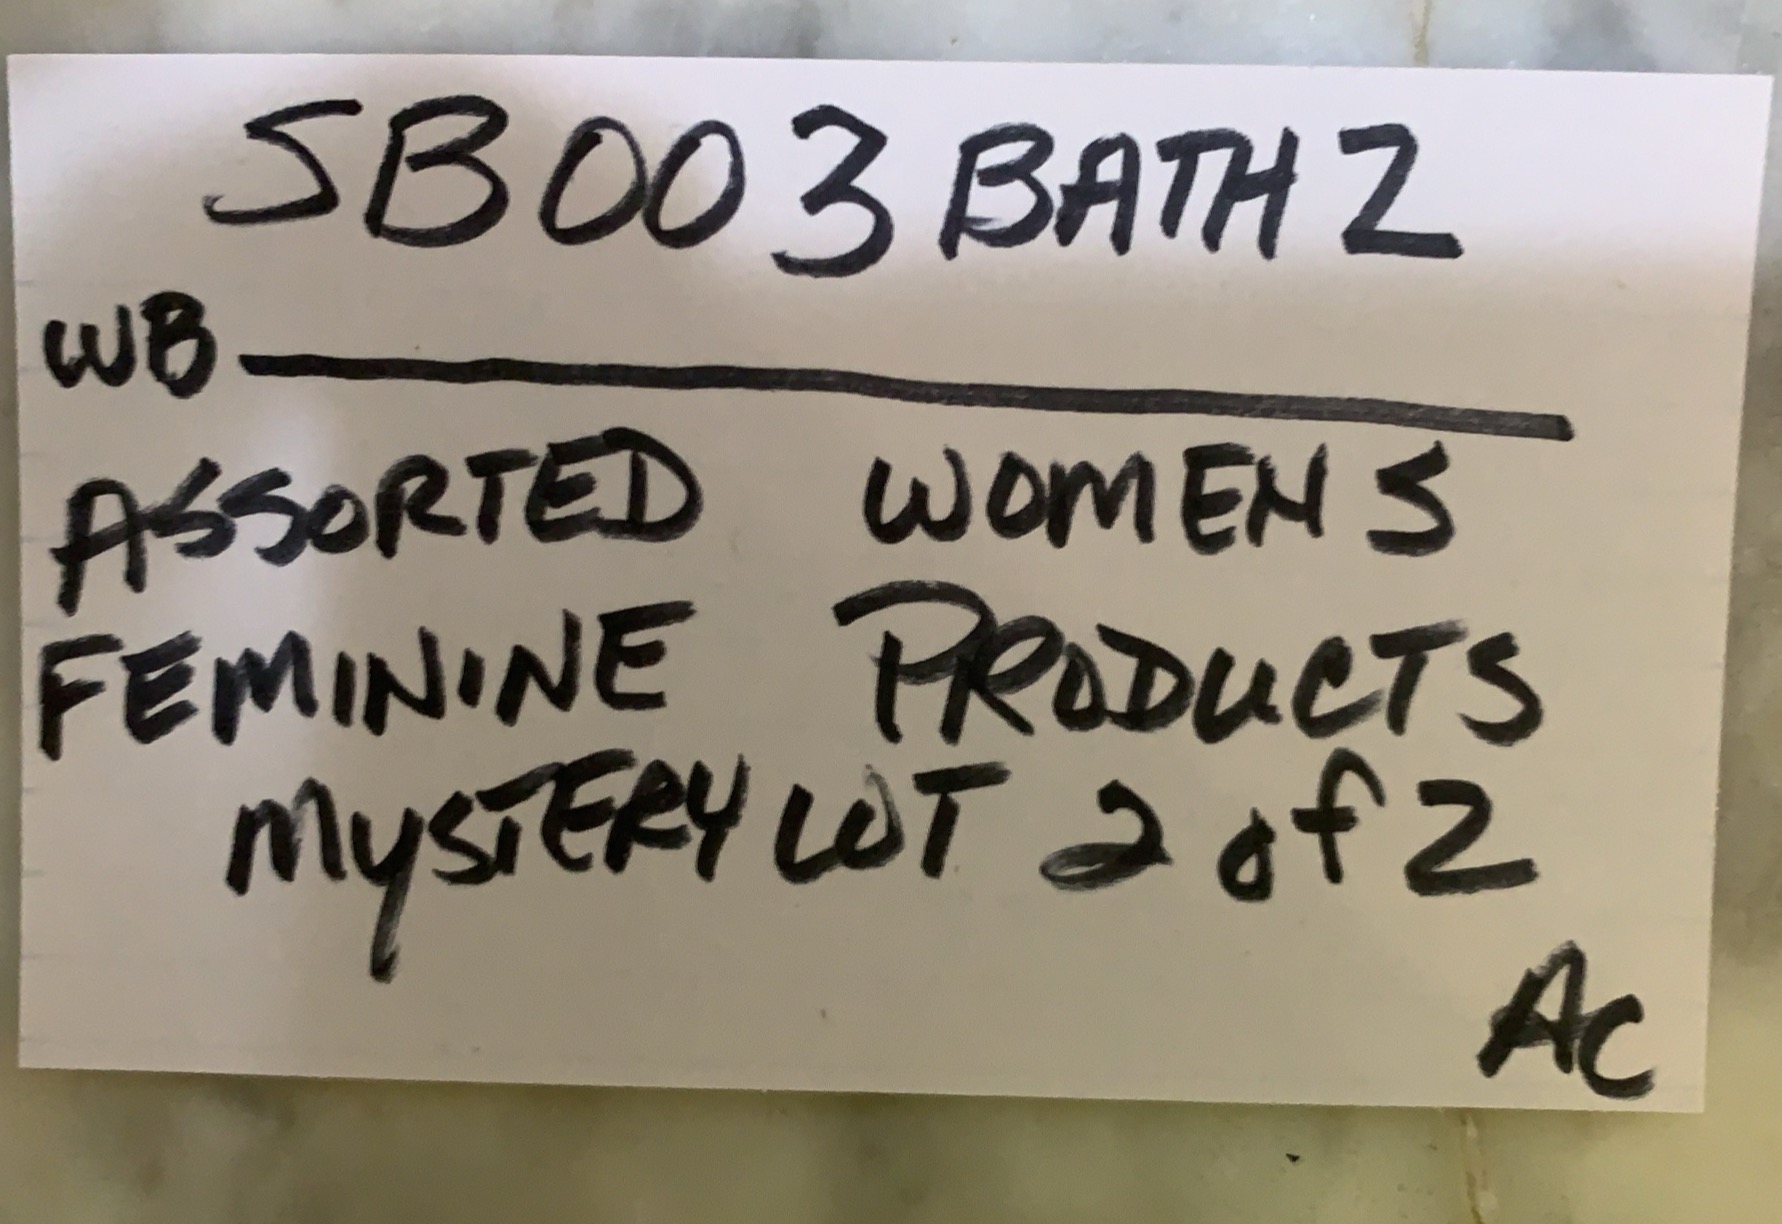 SB003 BATH 2
WB
ASSORTED WOMENS
FEMININE PRODUCTS
MYSTERY LOT 2 of 2
AC